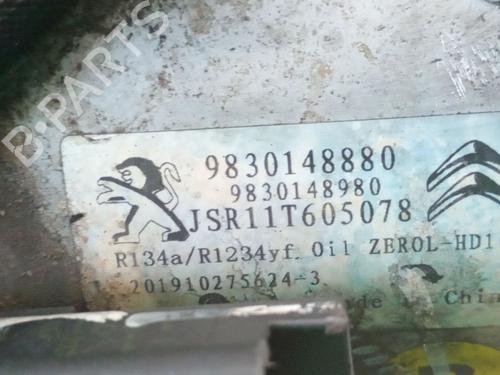 B-PARTS
9830148880
9830148980
JSR11T605078
R134a/R1234yf Oil ZEROL-HD1
201910275624-3